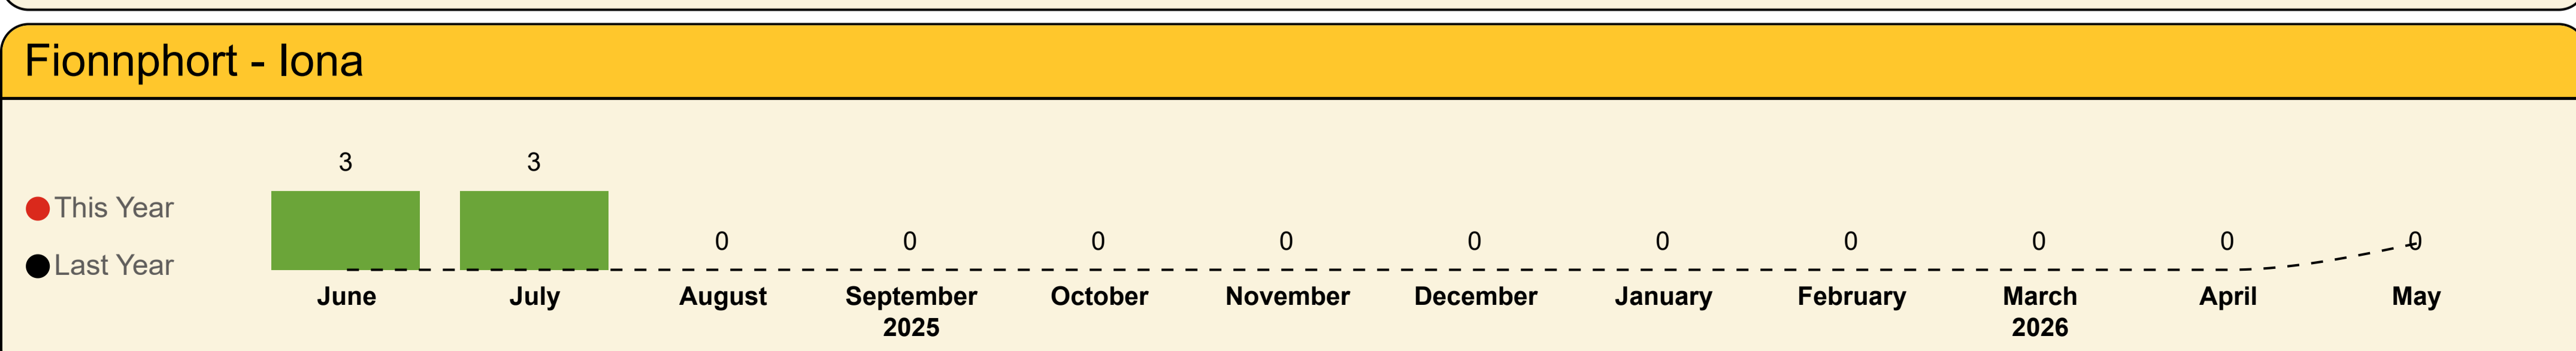 Fionnphort - Iona
3 3 0 0 0 0 0 0 0 0 0 0
This Year
Last Year
June July August September October November December January February March April May
2025 2026